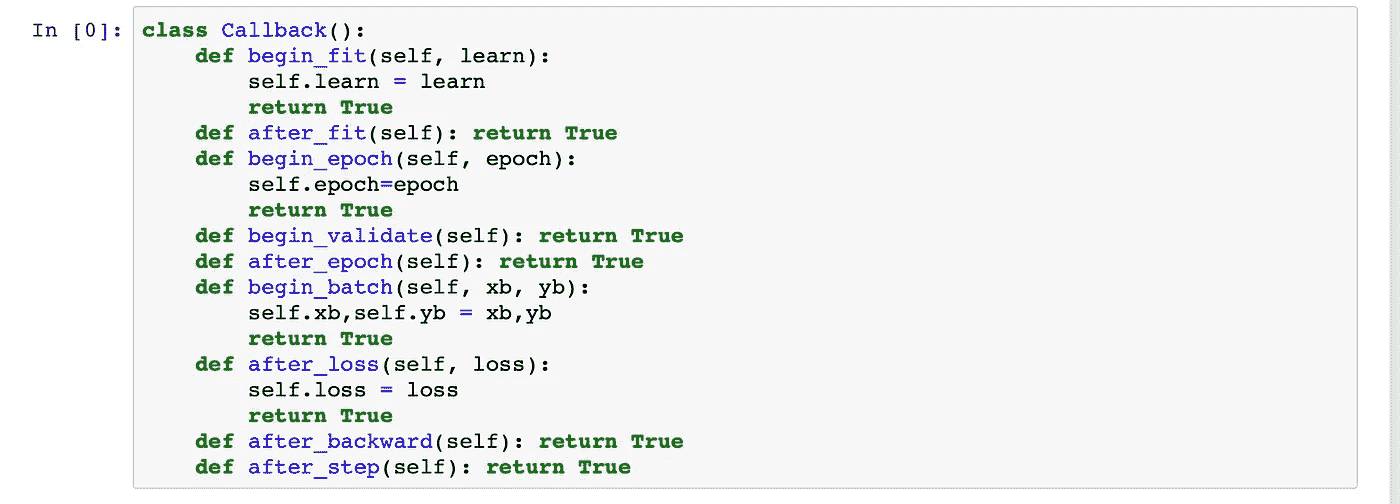 In [0]: class Callback():
    def begin_fit(self, learn):
        self.learn = learn
        return True
    def after_fit(self): return True
    def begin_epoch(self, epoch):
        self.epoch=epoch
        return True
    def begin_validate(self): return True
    def after_epoch(self): return True
    def begin_batch(self, xb, yb):
        self.xb,self.yb = xb,yb
        return True
    def after_loss(self, loss):
        self.loss = loss
        return True
    def after_backward(self): return True
    def after_step(self): return True